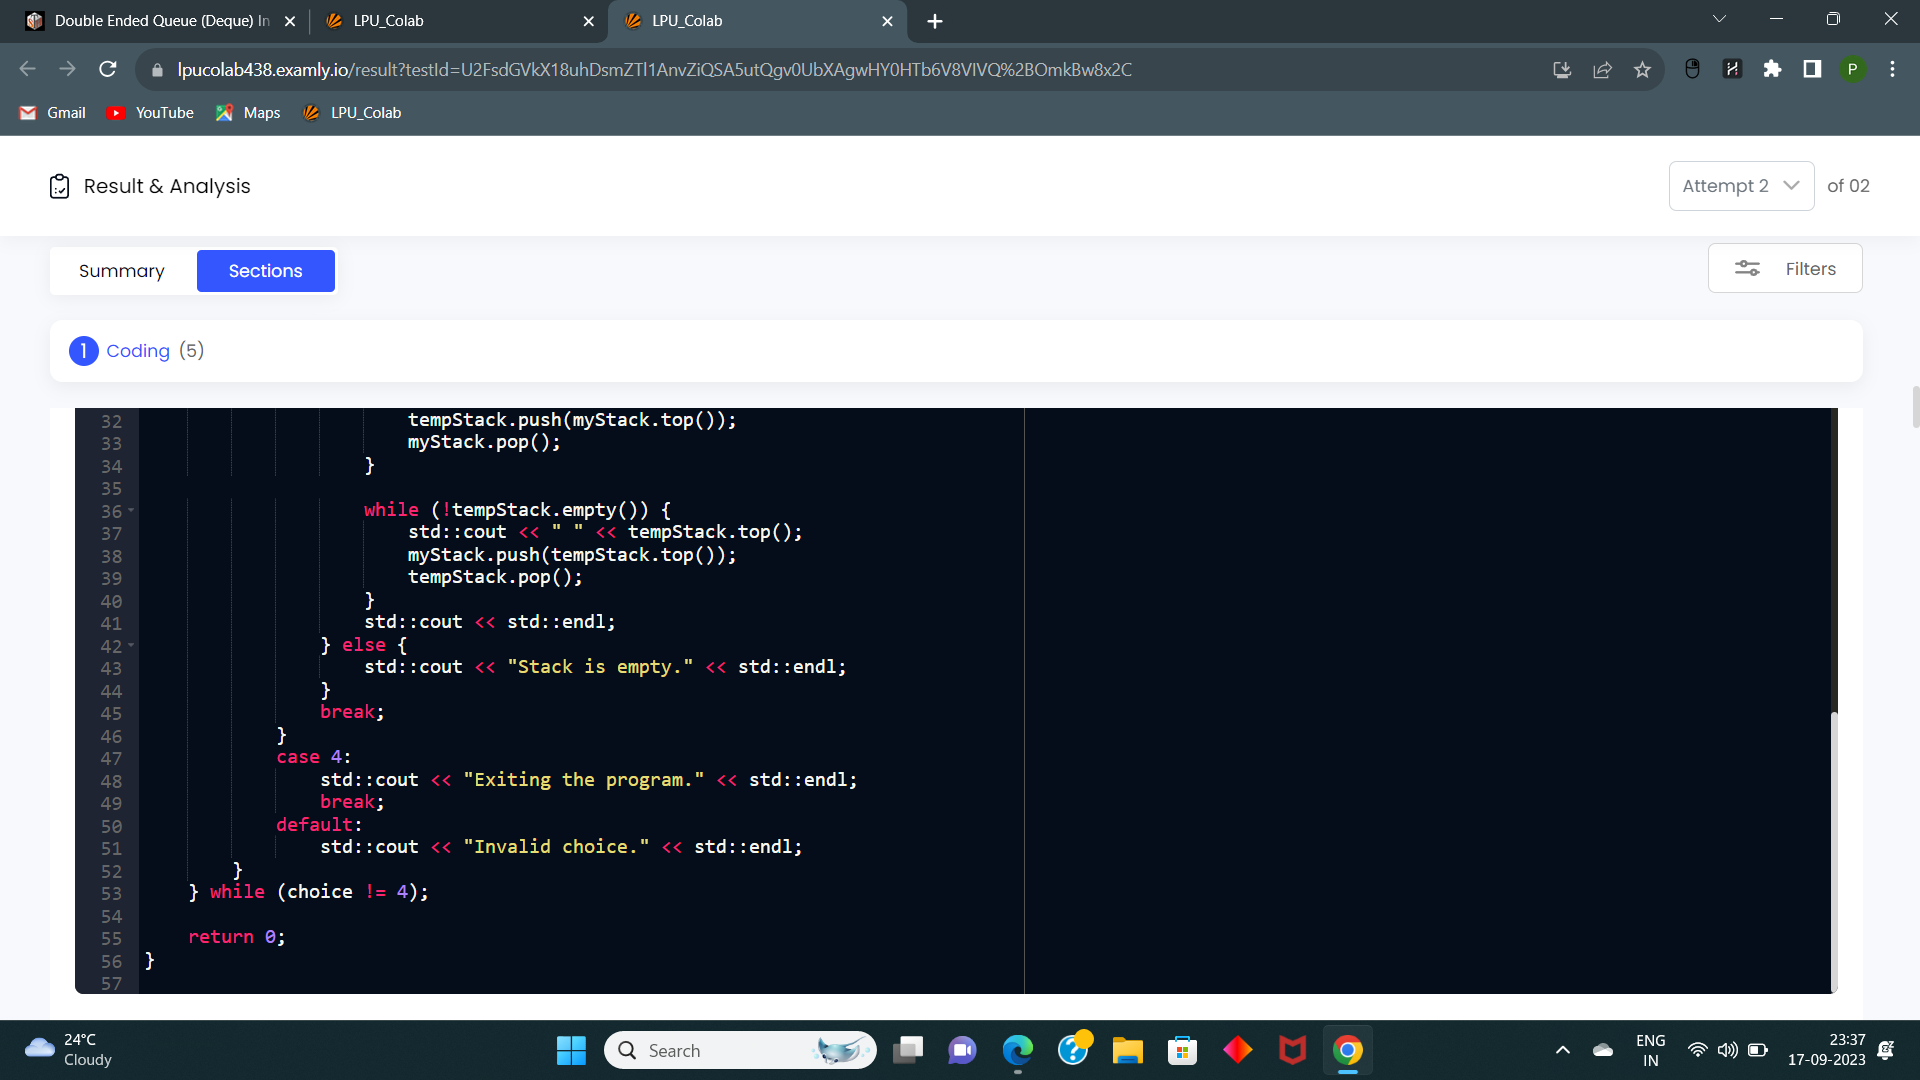 Double Ended Queue (Deque) In
LPU_Colab
LPU_Colab
lpucolab438.examly.io/result?testId=U2FsdGVkX18uhDsmZTl1AnvZiQSA5utQgv0UbXAgwHY0HTb6V8VlVQ%2BOmkBw8x2C
P
Gmail
YouTube
Maps
LPU_Colab
Result & Analysis
Attempt 2
of 02
Summary
Sections
Filters
1 Coding (5)
32 tempStack.push(myStack.top());
33 myStack.pop();
34 }
35
36 while (!tempStack.empty()) {
37 std::cout << " " << tempStack.top();
38 myStack.push(tempStack.top());
39 tempStack.pop();
40 }
41 std::cout << std::endl;
42 } else {
43 std::cout << "Stack is empty." << std::endl;
44 }
45 break;
46 }
47 case 4:
48 std::cout << "Exiting the program." << std::endl;
49 break;
50 default:
51 std::cout << "Invalid choice." << std::endl;
52 }
53 } while (choice != 4);
54
55 return 0;
56 }
57
24°C
Cloudy
Search
ENG
IN
23:37
17-09-2023